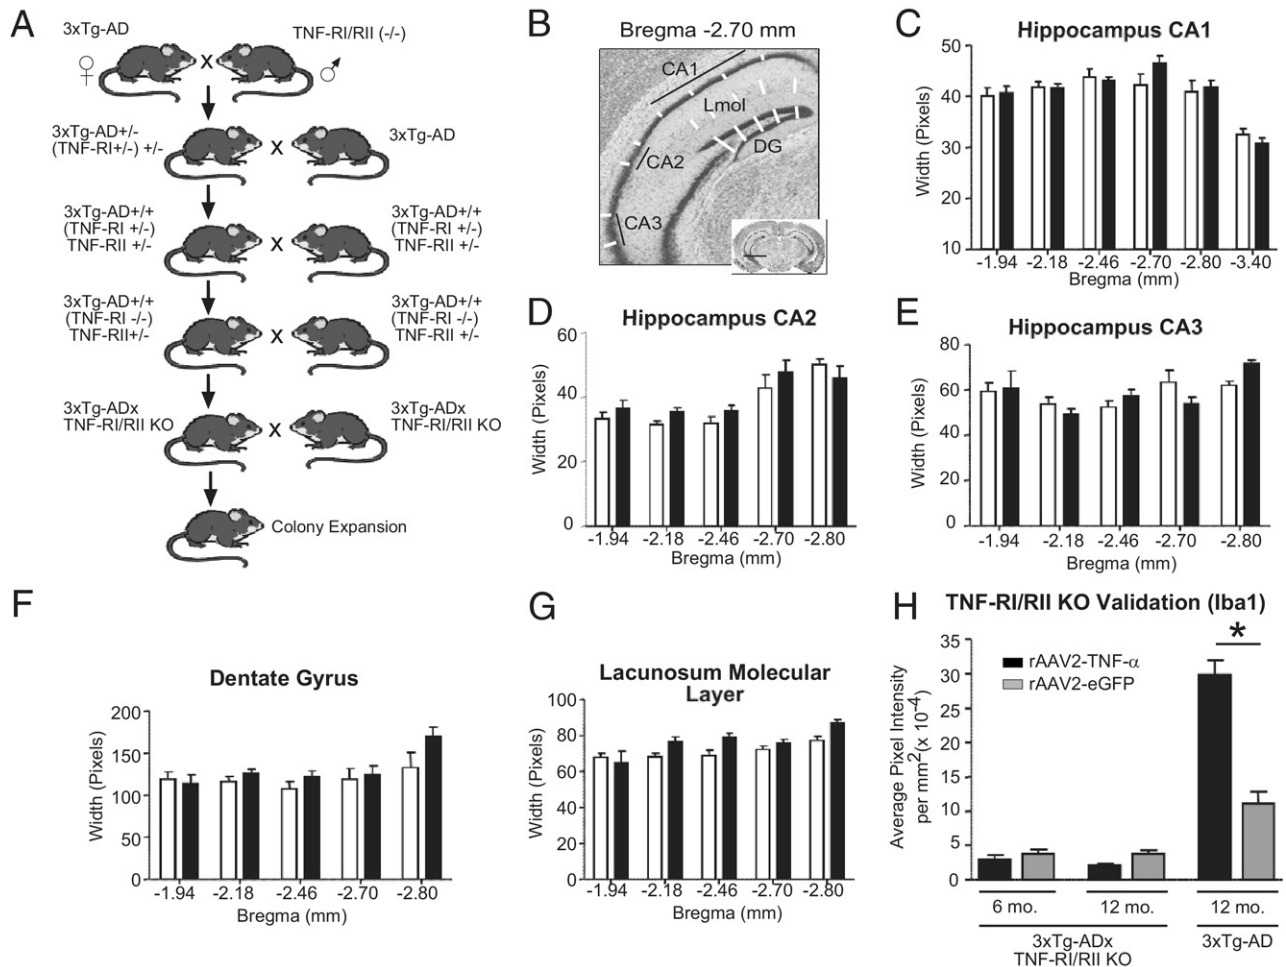 A
3xTg-AD
TNF-RI/RII (-/-)
♀
X
♂
3xTg-AD+/-
(TNF-RI+/-) +/-
X
3xTg-AD
3xTg-AD+/+
(TNF-RI +/-)
TNF-RII +/-
X
3xTg-AD+/+
(TNF-RI +/-)
TNF-RII +/-
3xTg-AD+/+
(TNF-RI -/-)
TNF-RII+/-
X
3xTg-AD+/+
(TNF-RI -/-)
TNF-RII +/-
3xTg-ADx
TNF-RI/RII KO
X
3xTg-ADx
TNF-RI/RII KO
Colony Expansion
B
Bregma -2.70 mm
CA1
Lmol
DG
CA2
CA3
C
Hippocampus CA1
Width (Pixels)
50
40
30
20
10
-1.94 -2.18 -2.46 -2.70 -2.80 -3.40
Bregma (mm)
D
Hippocampus CA2
Width (Pixels)
60
40
20
0
-1.94 -2.18 -2.46 -2.70 -2.80
Bregma (mm)
E
Hippocampus CA3
Width (Pixels)
80
60
40
20
0
-1.94 -2.18 -2.46 -2.70 -2.80
Bregma (mm)
F
Dentate Gyrus
Width (Pixels)
200
150
100
50
0
-1.94 -2.18 -2.46 -2.70 -2.80
Bregma (mm)
G
Lacunosum Molecular
Layer
Width (Pixels)
100
80
60
40
20
0
-1.94 -2.18 -2.46 -2.70 -2.80
Bregma (mm)
H
TNF-RI/RII KO Validation (Iba1)
Average Pixel Intensity
per mm²(x 10⁻⁴)
35
30
25
20
15
10
5
0
rAAV2-TNF-α
rAAV2-eGFP
*
6 mo. 12 mo. 12 mo.
3xTg-ADx
TNF-RI/RII KO
3xTg-AD